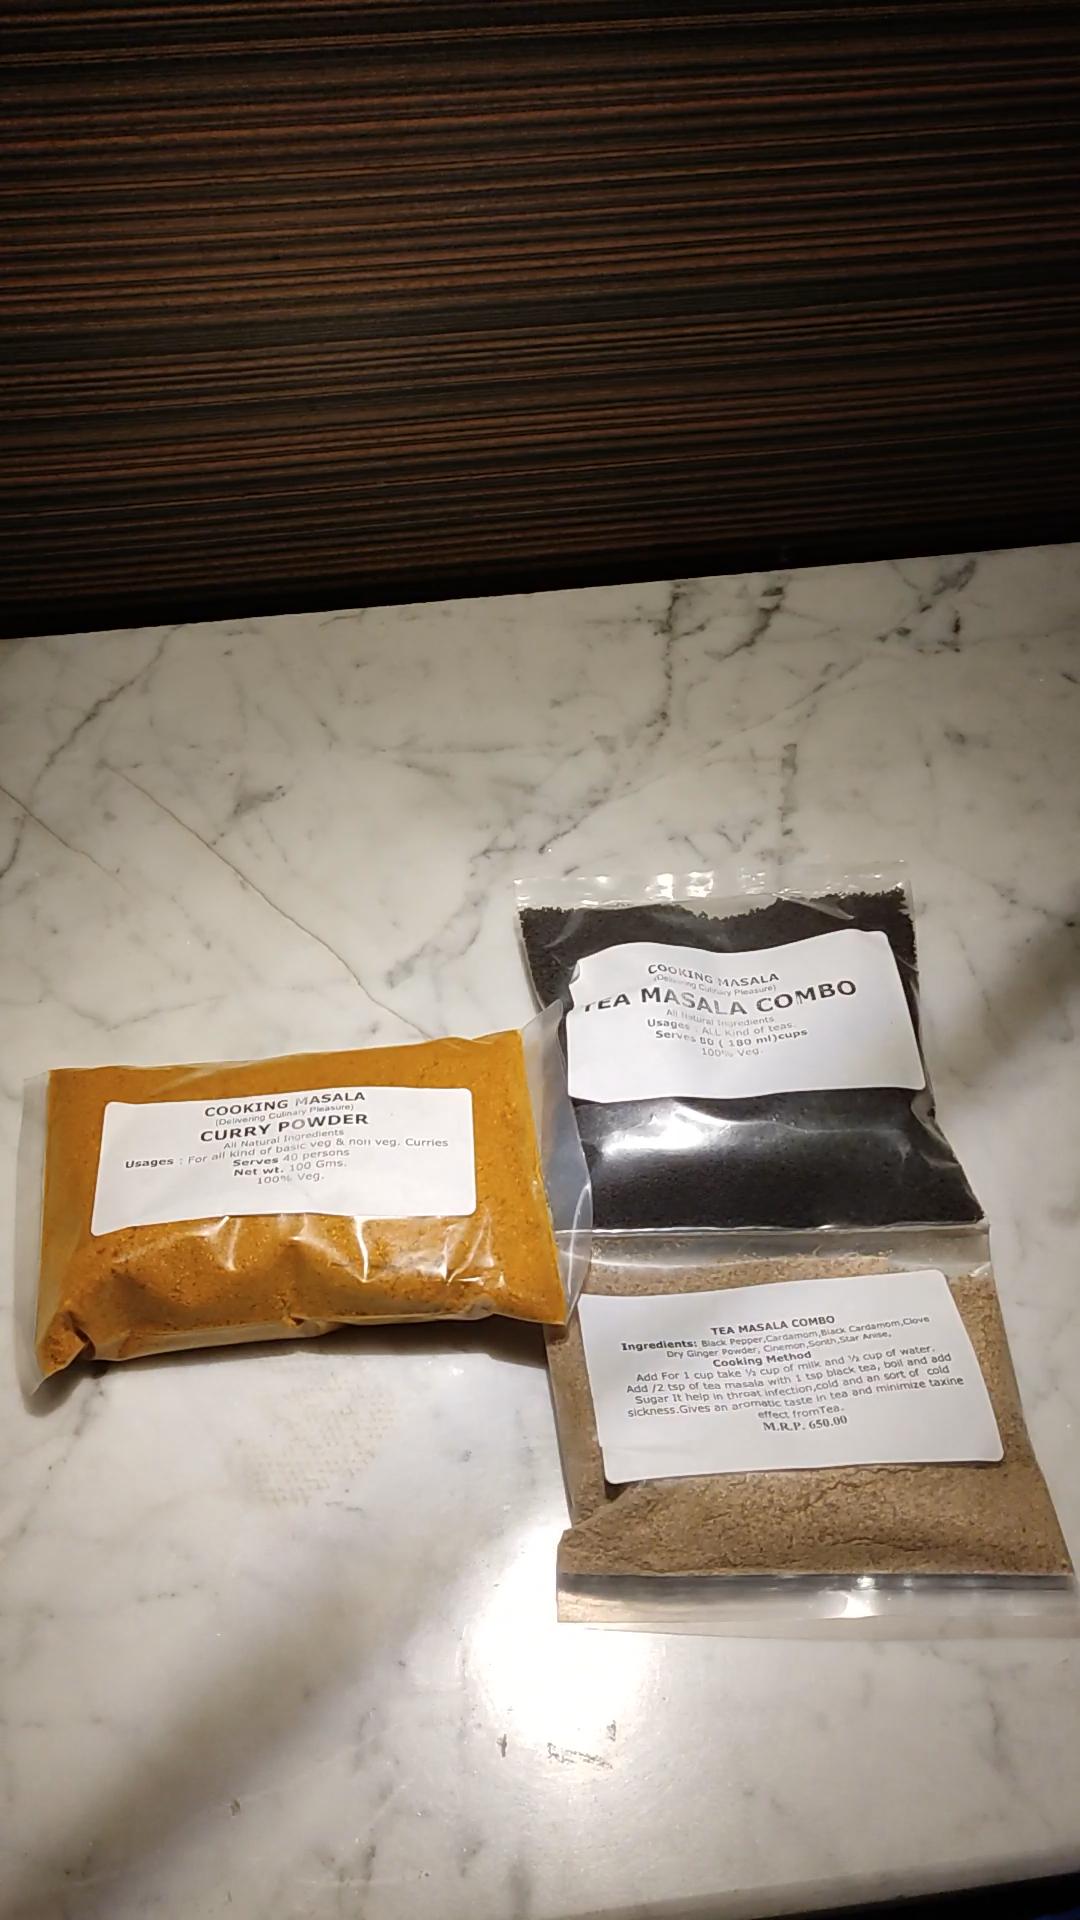 COOKING MASALA
(Delivering Culinary Pleasure)
TEA MASALA COMBO
All Natural Ingredients
Usages : ALL Kind of teas.
Serves 80 ( 180 ml)cups
100% Veg.
COOKING MASALA
(Delivering Culinary Pleasure)
CURRY POWDER
All Natural Ingredients
Usages : For all kind of basic veg & non veg. Curries
Serves 40 persons
Net wt. 100 Gms.
100% Veg.
TEA MASALA COMBO
Ingredients: Black Pepper,Cardamom,Black Cardamom,Clove
Dry Ginger Powder, Cinemon,Sonth,Star Anise,
Cooking Method
Add For 1 cup take ½ cup of milk and ½ cup of water.
Add /2 tsp of tea masala with 1 tsp black tea, boil and add
Sugar It help in throat infection,cold and an sort of cold
sickness.Gives an aromatic taste in tea and minimize taxine
effect fromTea.
M.R.P. 650.00